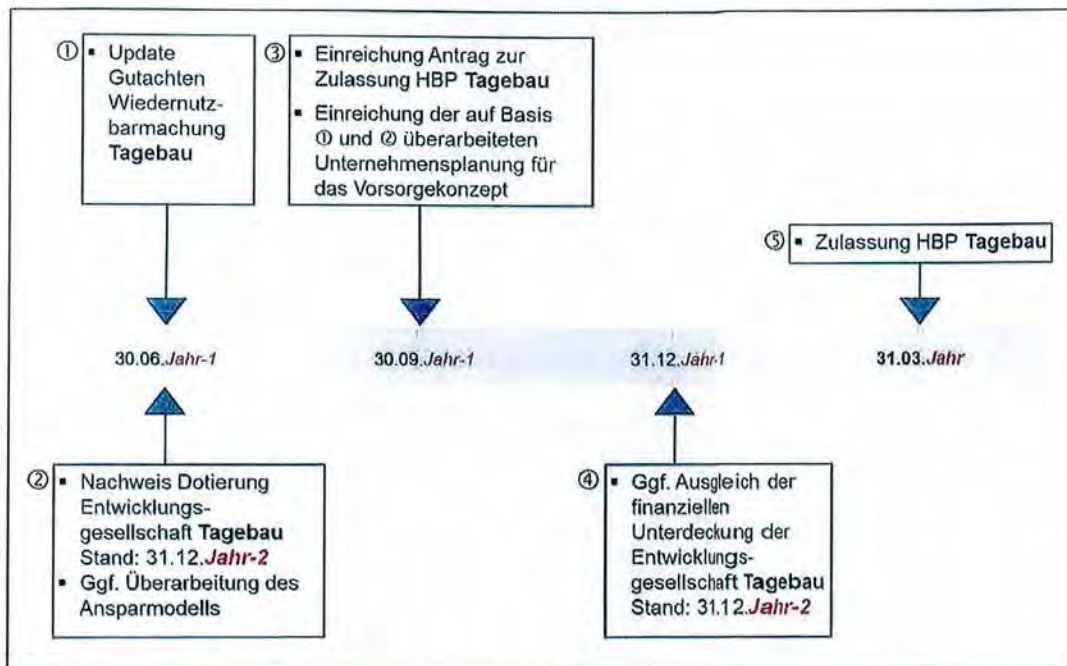 ① ▪ Update
Gutachten
Wiedernutz-
barmachung
Tagebau
③ ▪ Einreichung Antrag zur
Zulassung HBP Tagebau
▪ Einreichung der auf Basis
① und ② überarbeiteten
Unternehmensplanung für
das Vorsorgekonzept
⑤ ▪ Zulassung HBP Tagebau
30.06.Jahr-1
30.09.Jahr-1
31.12.Jahr-1
31.03.Jahr
② ▪ Nachweis Dotierung
Entwicklungs-
gesellschaft Tagebau
Stand: 31.12.Jahr-2
▪ Ggf. Überarbeitung des
Ansparmodells
④ ▪ Ggf. Ausgleich der
finanziellen
Unterdeckung der
Entwicklungs-
gesellschaft Tagebau
Stand: 31.12.Jahr-2